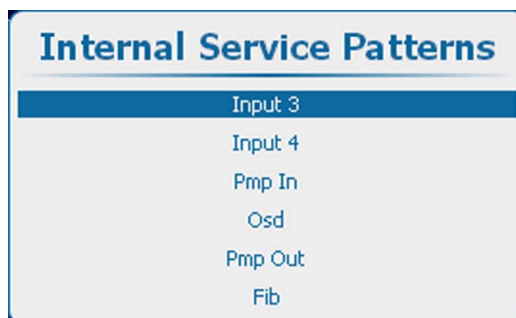 Internal Service Patterns
Input 3
Input 4
Pmp In
Osd
Pmp Out
Fib